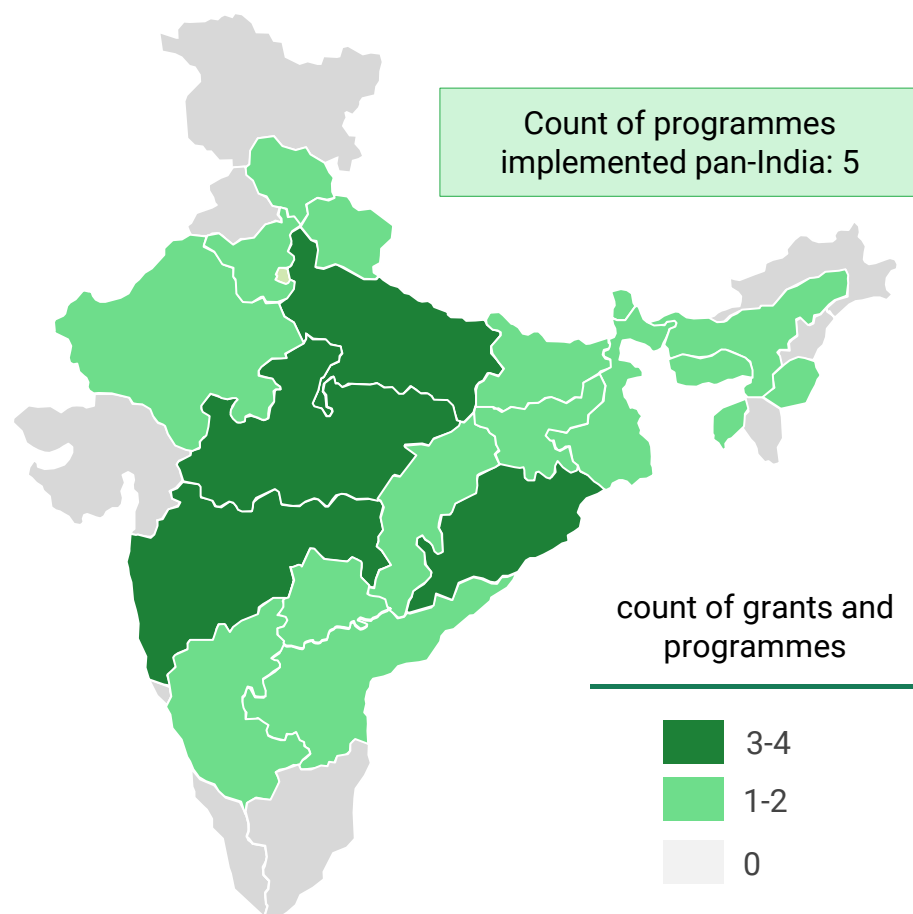 Count of programmes
implemented pan-India: 5
count of grants and
programmes
3-4
1-2
0